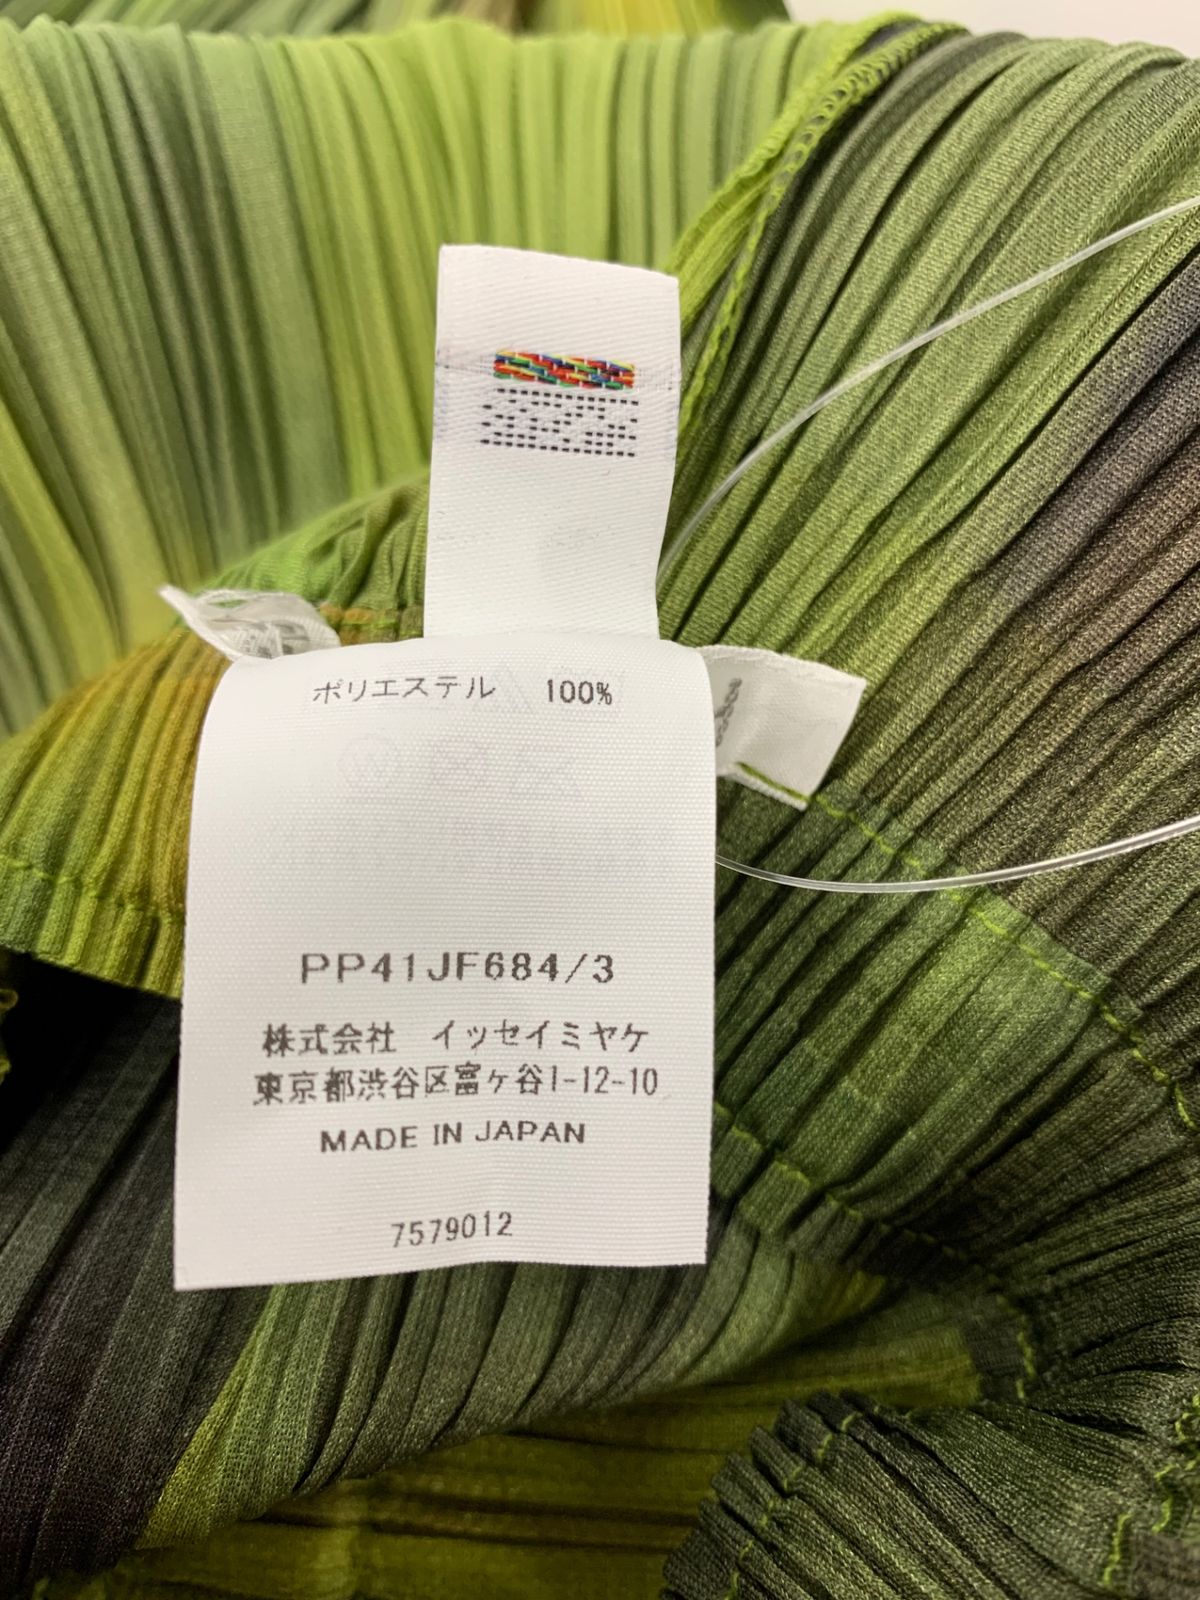 ポリエステル 100%
PP41JF684/3
株式会社 イッセイミヤケ
東京都渋谷区富ヶ谷1-12-10
MADE IN JAPAN
7579012